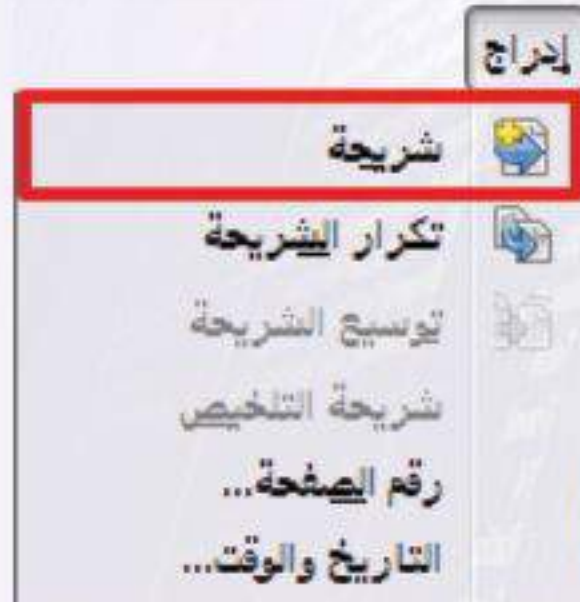 إدراج
شريحة
تكرار الشريحة
توسيع الشريحة
شريحة التلخيص
رقم الصفحة...
التاريخ والوقت...